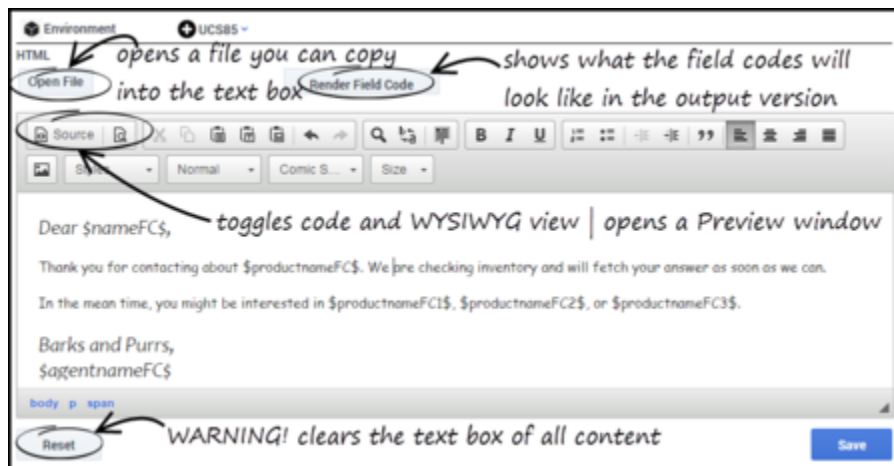 Environment UCS85
HTML
opens a file you can copy
into the text box
Open File
Render Field Code
shows what the field codes will
look like in the output version
Source
B I U
Styles Normal Comic S... Size
toggles code and WYSIWYG view | opens a Preview window
Dear $nameFC$,
Thank you for contacting about $productnameFC$. We are checking inventory and will fetch your answer as soon as we can.
In the mean time, you might be interested in $productnameFC1$, $productnameFC2$, or $productnameFC3$.
Barks and Purrs,
$agentnameFC$
body p span
WARNING! clears the text box of all content
Reset
Save